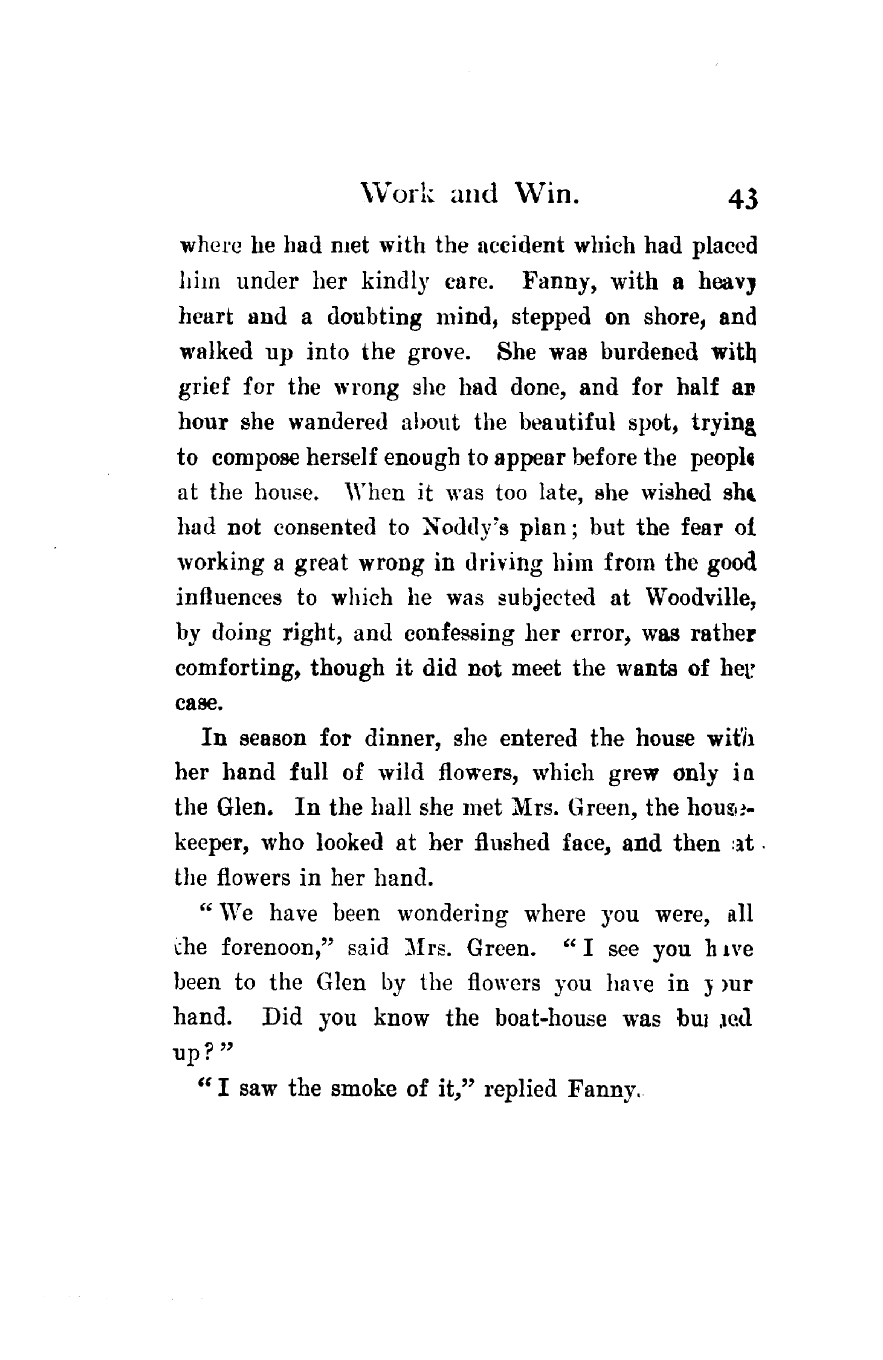 Work and Win. 43
where he had met with the accident which had placed
him under her kindly care. Fanny, with a heavy
heart and a doubting mind, stepped on shore, and
walked up into the grove. She was burdened with
grief for the wrong she had done, and for half an
hour she wandered about the beautiful spot, trying
to compose herself enough to appear before the people
at the house. When it was too late, she wished she
had not consented to Noddy's plan; but the fear of
working a great wrong in driving him from the good
influences to which he was subjected at Woodville,
by doing right, and confessing her error, was rather
comforting, though it did not meet the wants of her
case.
In season for dinner, she entered the house with
her hand full of wild flowers, which grew only in
the Glen. In the hall she met Mrs. Green, the house-
keeper, who looked at her flushed face, and then at
the flowers in her hand.
"We have been wondering where you were, all
the forenoon," said Mrs. Green. "I see you have
been to the Glen by the flowers you have in your
hand. Did you know the boat-house was burned
up?"
"I saw the smoke of it," replied Fanny.